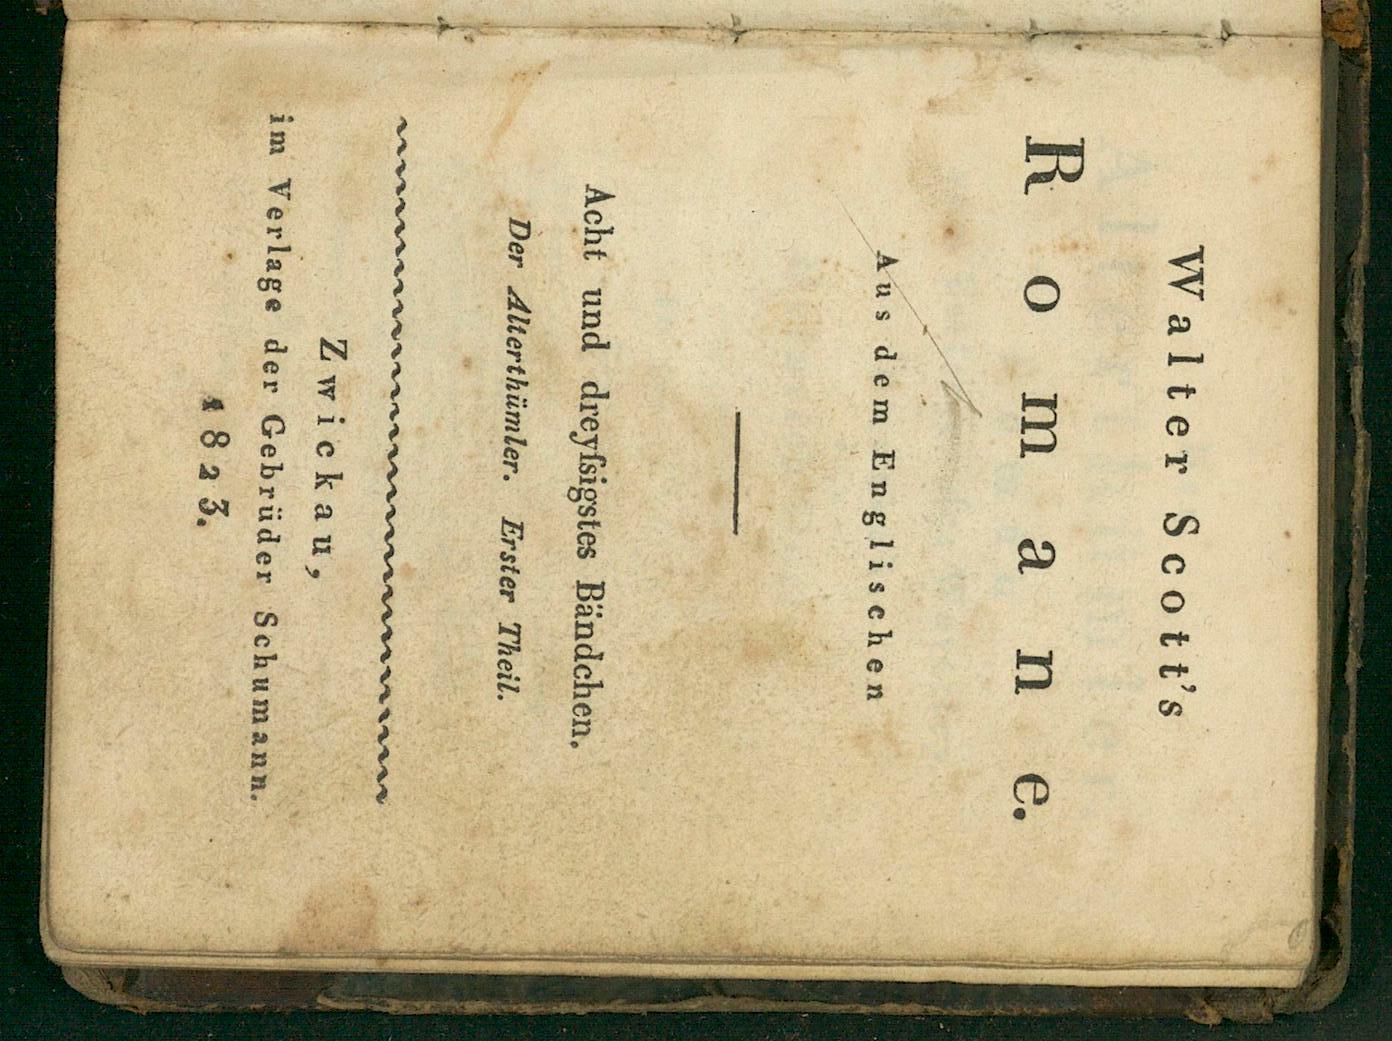 Walter Scott's
Romane.
Aus dem Englischen
Acht und dreyſsigstes Bändchen.
Der Alterthümler. Erster Theil.
Zwickau,
im Verlage der Gebrüder Schumann.
1823.